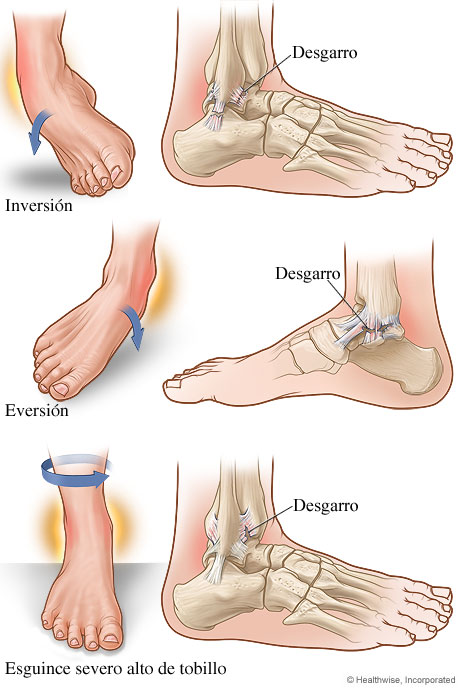 Desgarro
Inversión
Desgarro
Eversión
Desgarro
Esguince severo alto de tobillo
© Healthwise, Incorporated